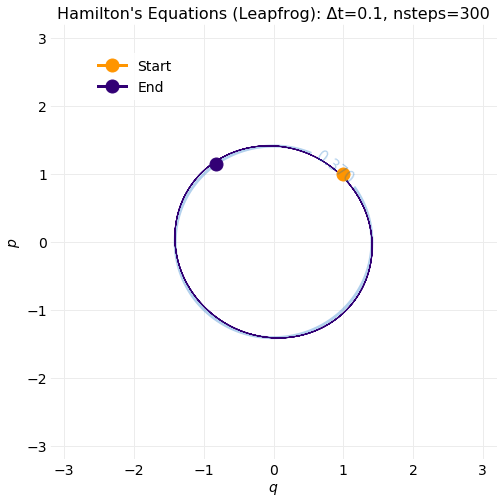 Hamilton's Equations (Leapfrog): Δt=0.1, nsteps=300
3
Start
End
2
1
0
−1
−2
−3
p
−3
−2
−1
0
1
2
3
q